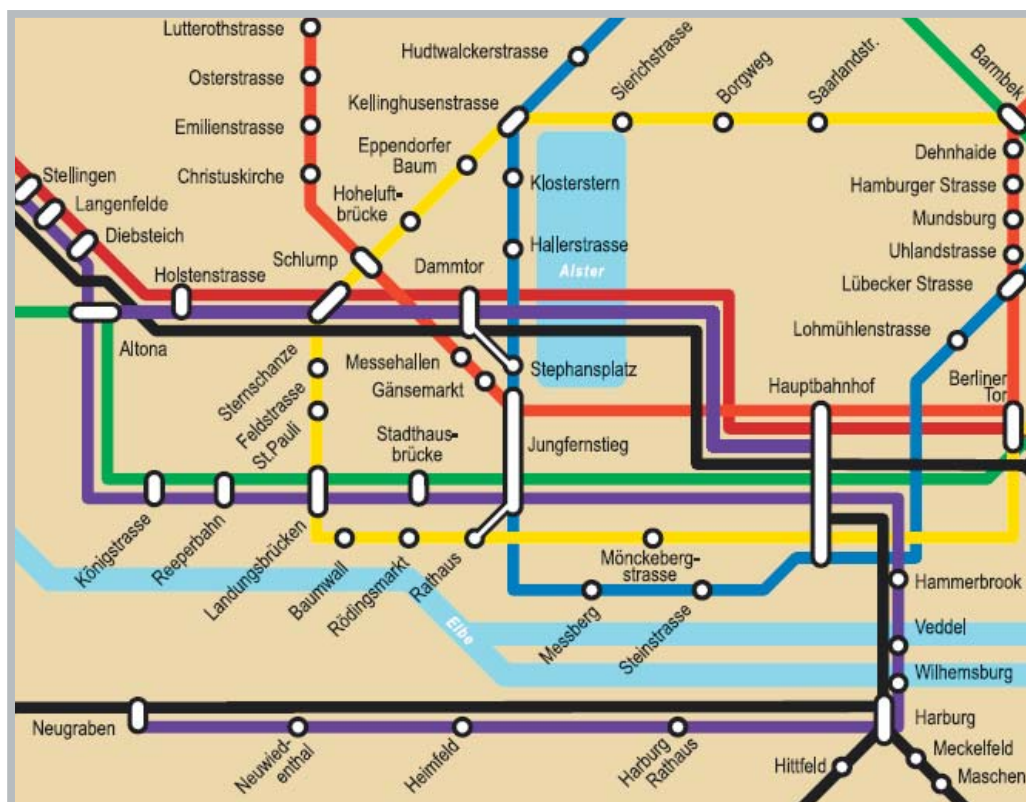 Lutterothstrasse
Hudtwalckerstrasse
Sierichstrasse
Borgweg
Saarlandstr.
Barmbek
Osterstrasse
Kellinghusenstrasse
Emilienstrasse
Eppendorfer
Baum
Dehnhaide
Christuskirche
Klosterstern
Hamburger Strasse
Stellingen
Hoheluft-
brücke
Langenfelde
Mundsburg
Diebsteich
Hallerstrasse
Uhlandstrasse
Schlump
Dammtor
Alster
Holstenstrasse
Lübecker Strasse
Altona
Lohmühlenstrasse
Sternschanze
Messehallen
Stephansplatz
Gänsemarkt
Hauptbahnhof
Berliner
Tor
Feldstrasse
St.Pauli
Stadthaus-
brücke
Jungfernstieg
Königstrasse
Reeperbahn
Landungsbrücken
Baumwall
Rödingsmarkt
Rathaus
Mönckeberg-
strasse
Hammerbrook
Elbe
Messberg
Steinstrasse
Veddel
Wilhemsburg
Neugraben
Harburg
Neuwied-
enthal
Heimfeld
Harburg
Rathaus
Hittfeld
Meckelfeld
Maschen